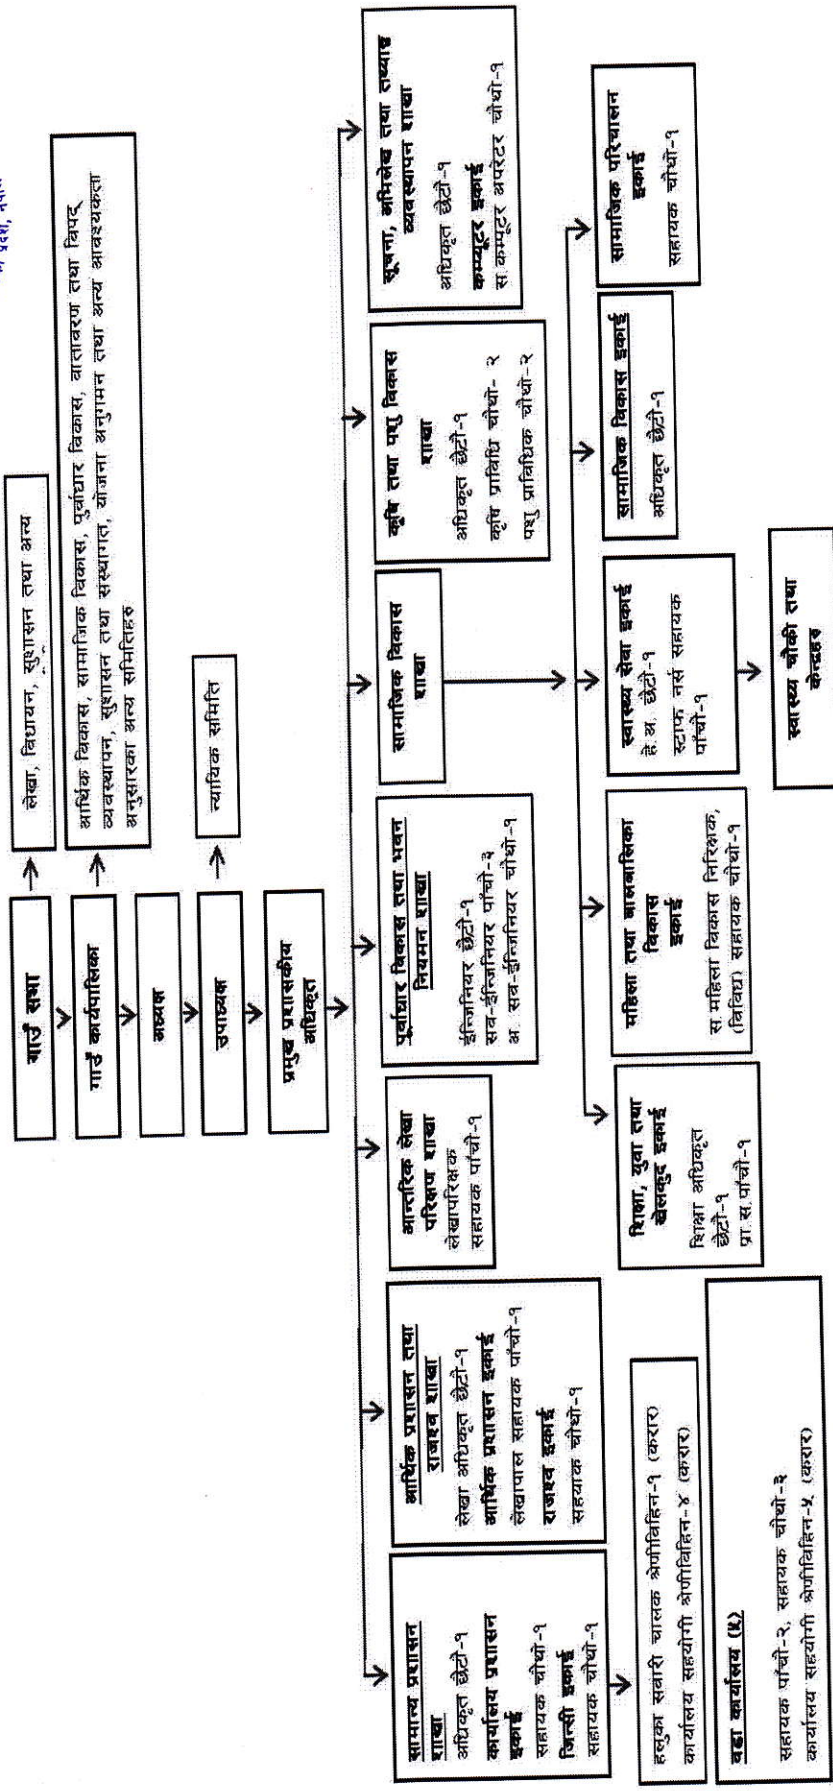 प्रदेश, नेपाल
गाउँ सभा
लेखा, विधायन, सुशासन तथा अन्य
गाउँ कार्यपालिका
आर्थिक विकास, सामाजिक विकास, पुर्वाधार विकास, वातावरण तथा विपद्
व्यवस्थापन, सुशासन तथा संस्थागत, योजना अनुगमन तथा अन्य आवश्यकता
अनुसारका अन्य समितिहरु
अध्यक्ष
उपाध्यक्ष
न्यायिक समिति
प्रमुख प्रशासकीय
अधिकृत
सामान्य प्रशासन
शाखा
अधिकृत छैटौ-१
कार्यालय प्रशासन
इकाई
सहायक चौथो-१
जिन्सी इकाई
सहायक चौथो-१
आर्थिक प्रशासन तथा
राजश्व शाखा
लेखा अधिकृत छैटौ-१
आर्थिक प्रशासन इकाई
लेखापाल सहायक पाँचौ-१
राजश्व इकाई
सहयाक चौथो-१
आन्तरिक लेखा
परिक्षण शाखा
लेखापरिक्षक
सहायक पाँचौ-१
पूर्वाधार विकास तथा भवन
नियमन शाखा
ईन्जिनियर छैटौ-१
सव-ईन्जिनियर पाँचौ-३
अ. सव-ईन्जिनियर चौथो-१
सामाजिक विकास
शाखा
कृषि तथा पशु विकास
शाखा
अधिकृत छैटौ-१
कृषि प्राविधि चौथो- २
पशु प्राविधिक चौथो-२
सूचना, अभिलेख तथा तथ्याङ्क
व्यवस्थापन शाखा
अधिकृत छैटौ-१
कम्प्यूटर इकाई
स.कम्पूटर अपरेटर चौथो-१
हलुका सवारी चालक श्रेणीविहिन-१ (करार)
कार्यालय सहयोगी श्रेणीविहिन-४ (करार)
वडा कार्यालय (५)
सहायक पाँचौ-२, सहायक चौथो-३
कार्यालय सहयोगी श्रेणीविहिन-५ (करार)
शिक्षा, युवा तथा
खेलकुद इकाई
शिक्षा अधिकृत
छैटौ-१
प्रा.स.पाँचौ-१
महिला तथा बालबालिका
विकास
इकाई
स.महिला विकास निरिक्षक,
(विविध) सहायक चौथो-१
स्वास्थ्य सेवा इकाई
हे.अ. छैटौ-१
स्टाफ नर्स सहायक
पाँचौ-१
स्वास्थ्य चौकी तथा
केन्द्रहरु
सामाजिक विकास इकाई
अधिकृत छैटौ-१
सामाजिक परिचालन
इकाई
सहायक चौथो-१